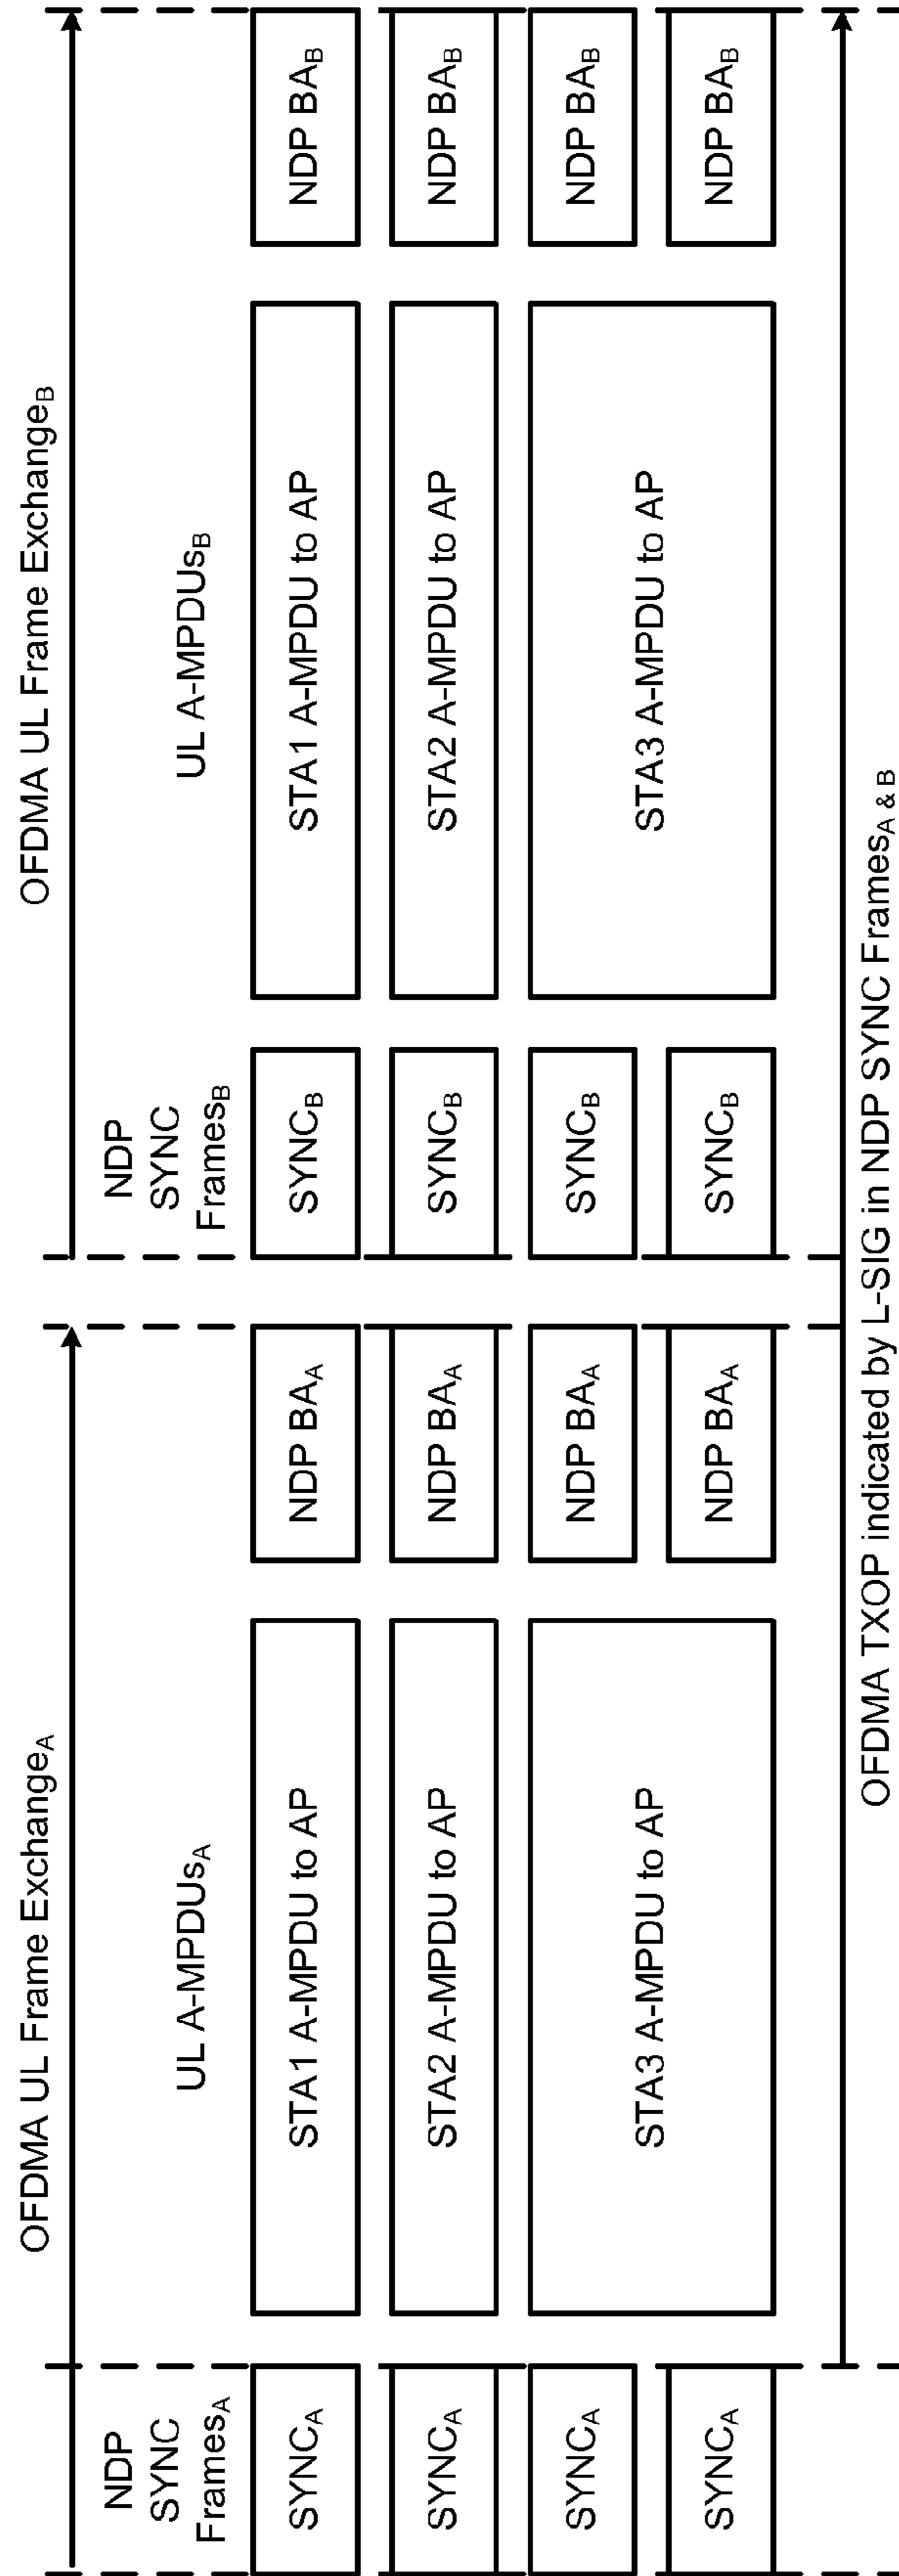 OFDMA UL Frame ExchangeA
OFDMA UL Frame ExchangeB
NDP
SYNC
FramesA
UL A-MPDUsA
NDP
SYNC
FramesB
UL A-MPDUsB
SYNCA
STA1 A-MPDU to AP
NDP BAA
SYNCB
STA1 A-MPDU to AP
NDP BAB
SYNCA
STA2 A-MPDU to AP
NDP BAA
SYNCB
STA2 A-MPDU to AP
NDP BAB
SYNCA
STA3 A-MPDU to AP
NDP BAA
SYNCB
STA3 A-MPDU to AP
NDP BAB
SYNCA
NDP BAA
SYNCB
NDP BAB
OFDMA TXOP indicated by L-SIG in NDP SYNC FramesA & B